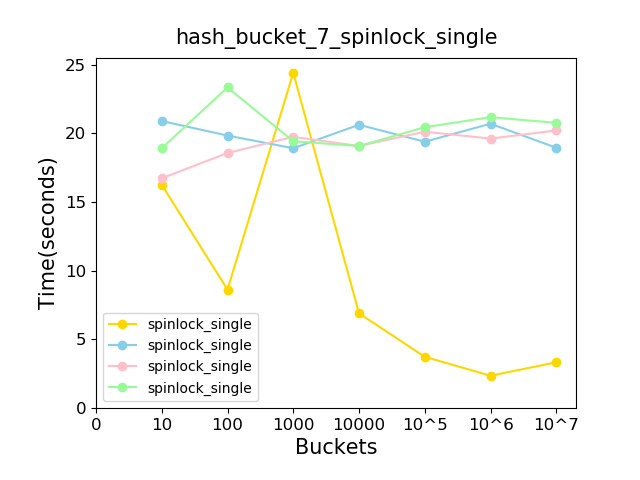 hash_bucket_7_spinlock_single
Time(seconds)
25
20
15
10
5
0
spinlock_single
spinlock_single
spinlock_single
spinlock_single
0 10 100 1000 10000 10^5 10^6 10^7
Buckets